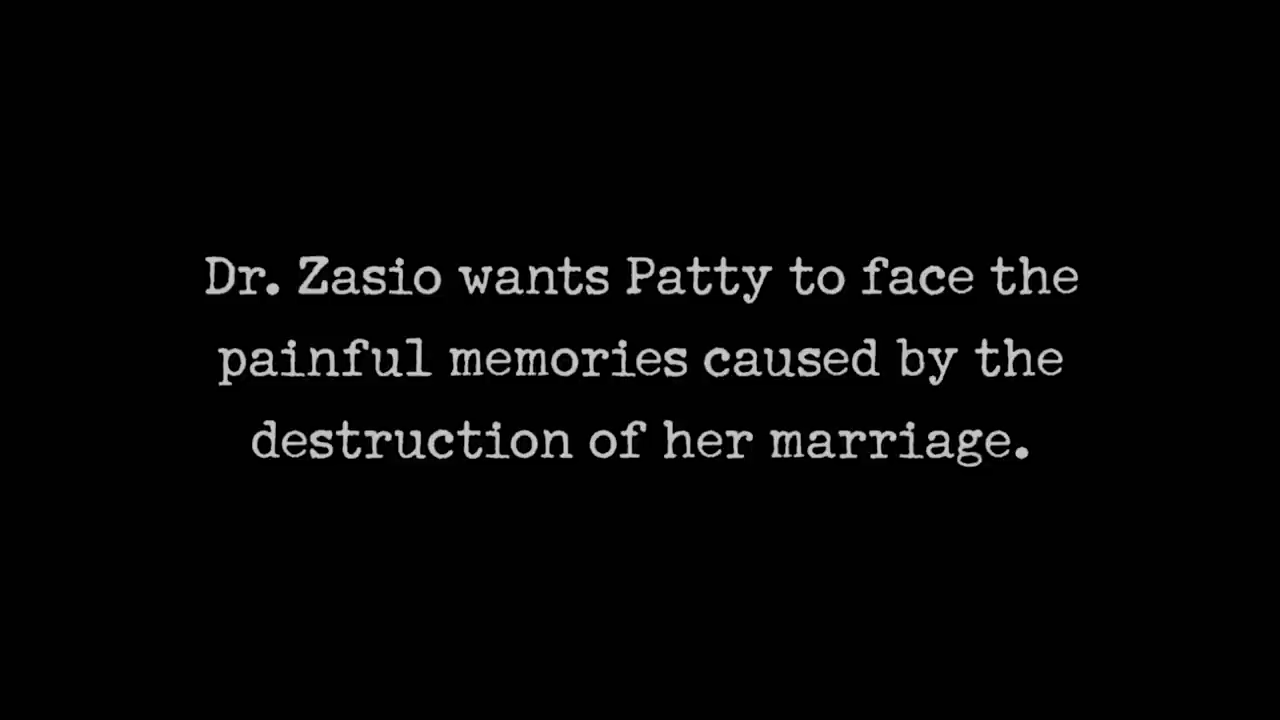 Dr. Zasio wants Patty to face the
painful memories caused by the
destruction of her marriage.